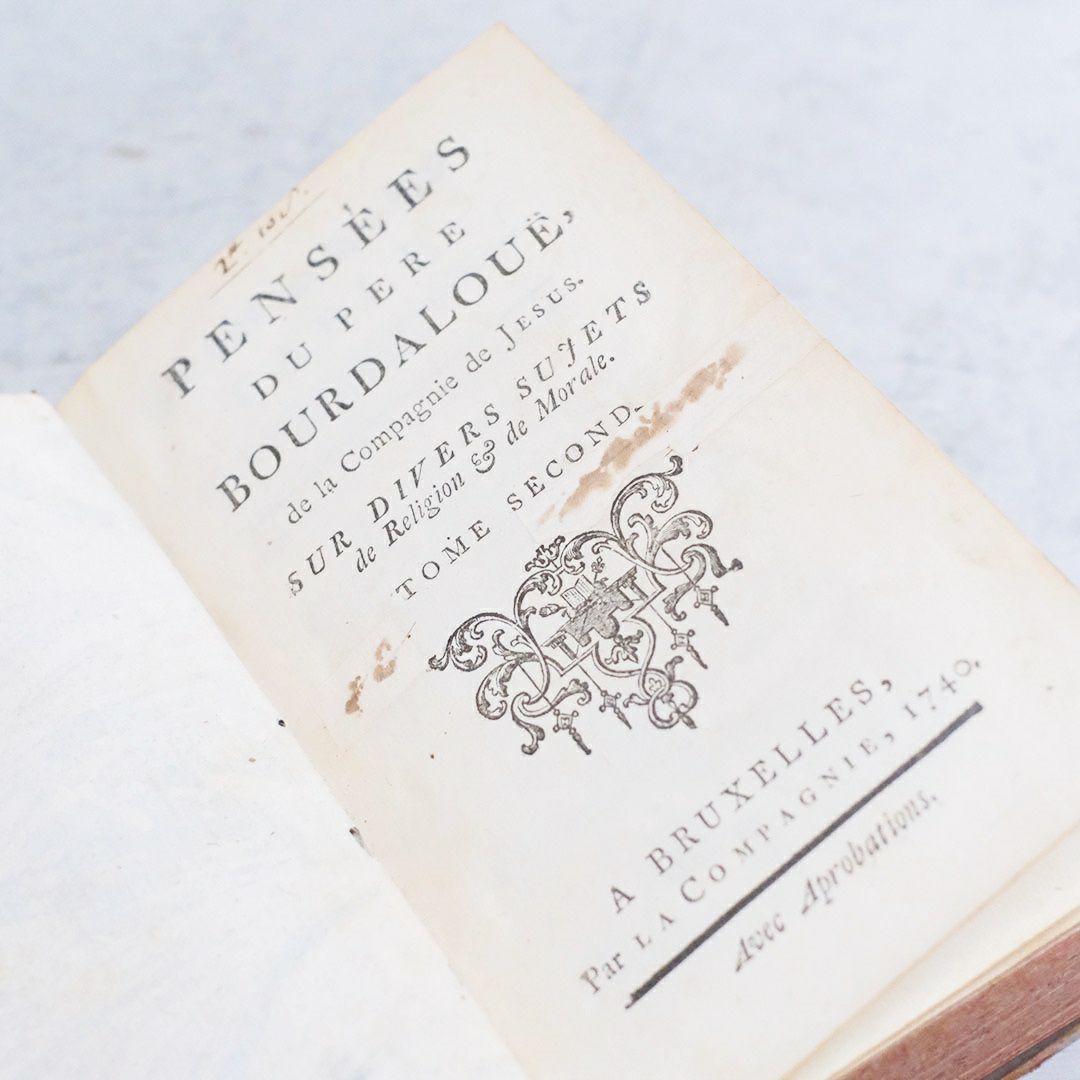 PENSÉES
DU PERE
BOURDALOUË,
de la Compagnie de JESUS.
SUR DIVERS SUJETS
de Religion & de Morale.
TOME SECOND.
A BRUXELLES,
Par LA COMPAGNIE, 1740.
Avec Aprobations.